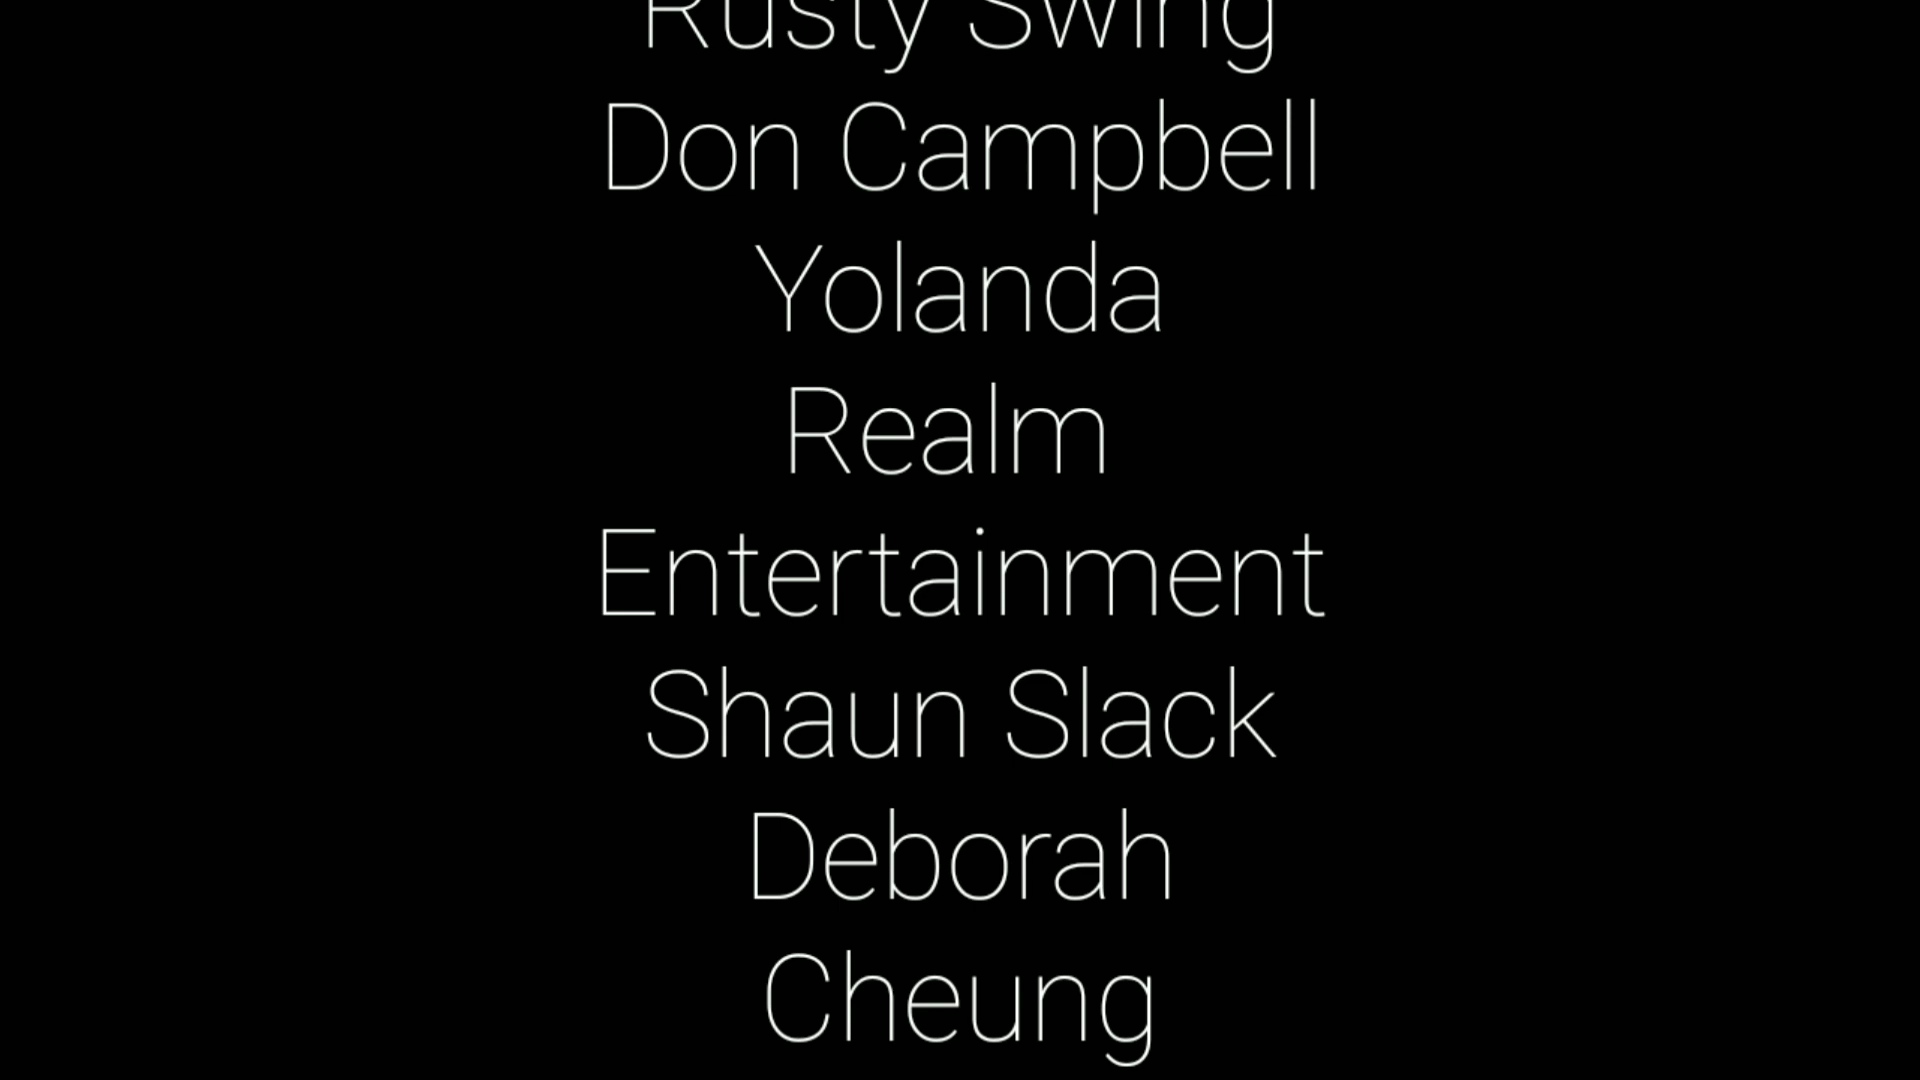 Rusty Swing
Don Campbell
Yolanda
Realm
Entertainment
Shaun Slack
Deborah
Cheung